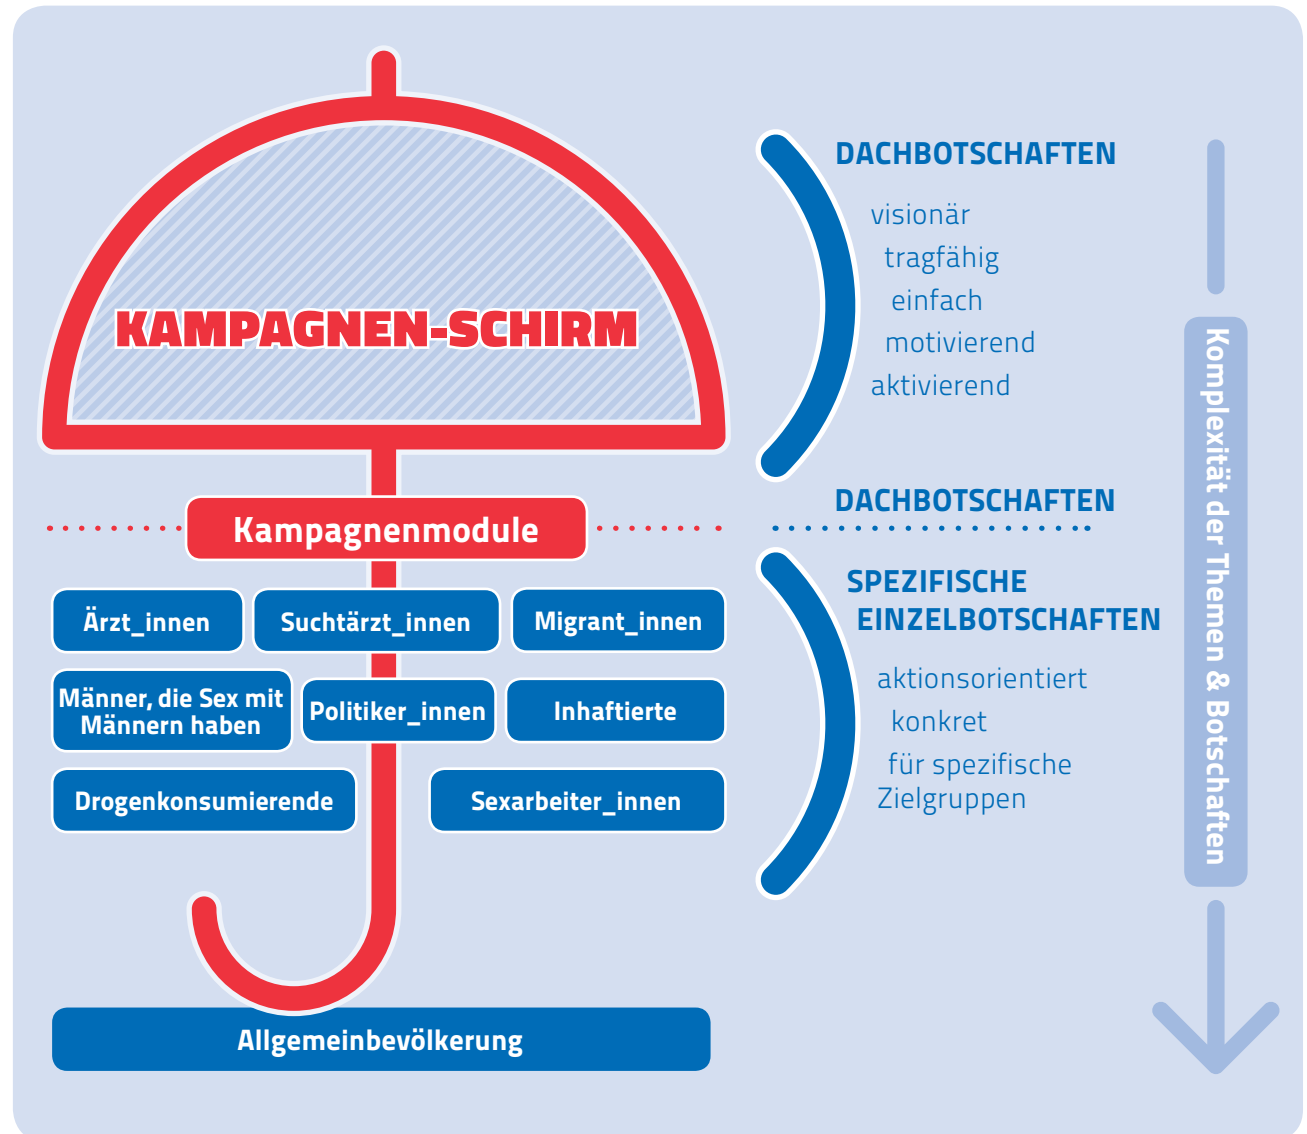 KAMPAGNEN-SCHIRM
DACHBOTSCHAFTEN
visionär
tragfähig
einfach
motivierend
aktivierend
Kampagnenmodule
DACHBOTSCHAFTEN
Ärzt_innen
Suchtärzt_innen
Migrant_innen
Männer, die Sex mit
Männern haben
Politiker_innen
Inhaftierte
Drogenkonsumierende
Sexarbeiter_innen
SPEZIFISCHE
EINZELBOTSCHAFTEN
aktionsorientiert
konkret
für spezifische
Zielgruppen
Allgemeinbevölkerung
Komplexität der Themen & Botschaften